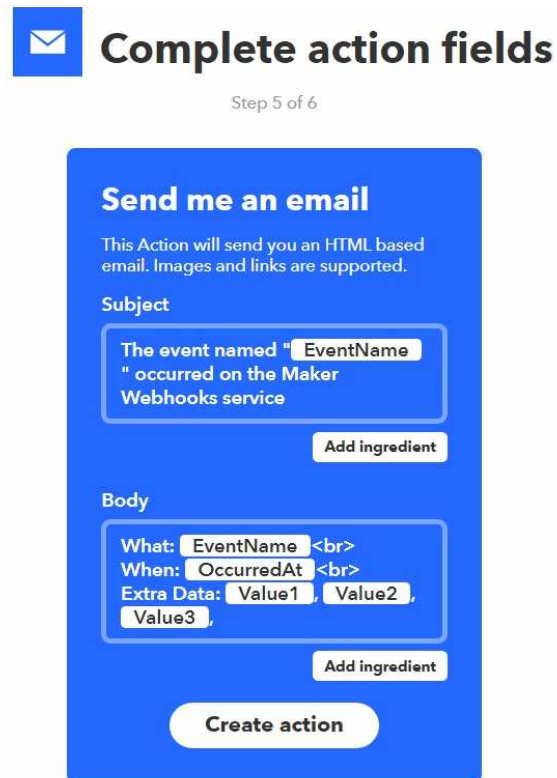 Complete action fields
Step 5 of 6
Send me an email
This Action will send you an HTML based
email. Images and links are supported.
Subject
The event named " EventName
" occurred on the Maker
Webhooks service
Add ingredient
Body
What: EventName <br>
When: OccurredAt <br>
Extra Data: Value1 , Value2 ,
Value3 ,
Add ingredient
Create action